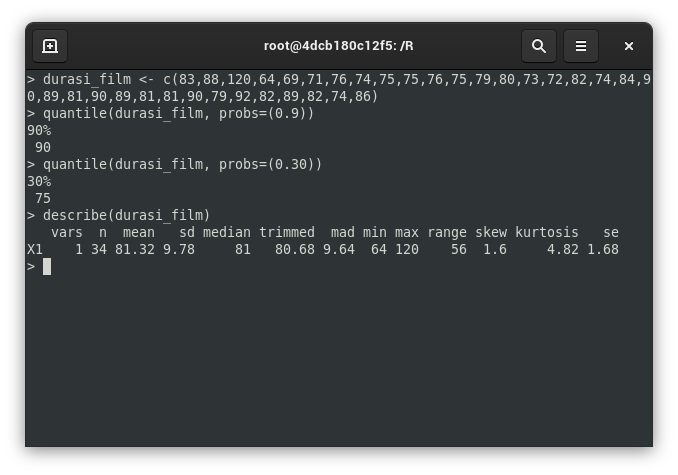 root@4dcb180c12f5: /R
> durasi_film <- c(83,88,120,64,69,71,76,74,75,75,76,75,79,80,73,72,82,74,84,9
0,89,81,90,89,81,81,90,79,92,82,89,82,74,86)
> quantile(durasi_film, probs=(0.9))
90%
 90
> quantile(durasi_film, probs=(0.30))
30%
 75
> describe(durasi_film)
   vars  n  mean   sd median trimmed  mad min max range skew kurtosis   se
X1    1 34 81.32 9.78     81   80.68 9.64  64 120    56  1.6     4.82 1.68
>